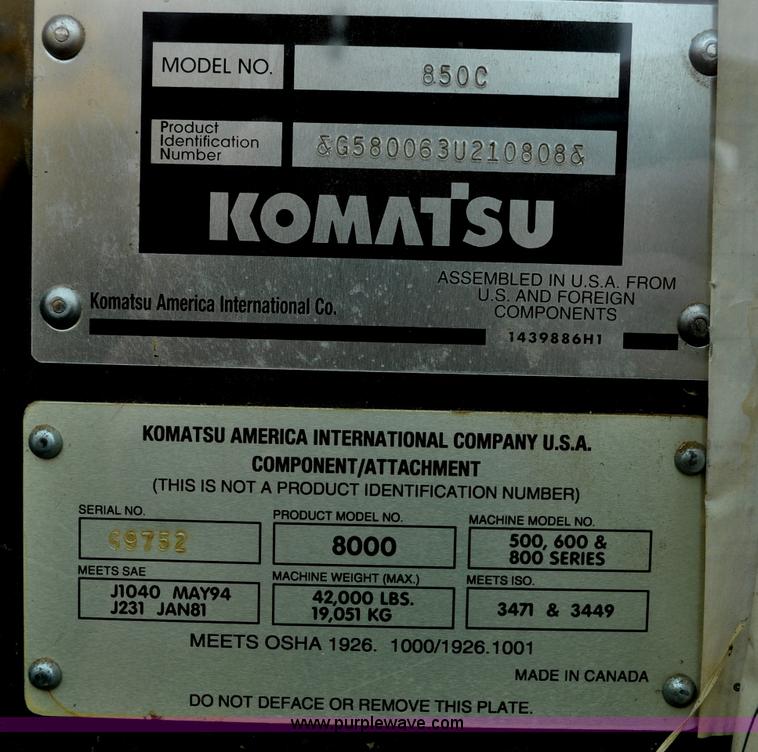 MODEL NO. 850C
Product Identification Number &G580063U210808&
KOMATSU
ASSEMBLED IN U.S.A. FROM
U.S. AND FOREIGN
COMPONENTS
Komatsu America International Co.
1439886H1
KOMATSU AMERICA INTERNATIONAL COMPANY U.S.A.
COMPONENT/ATTACHMENT
(THIS IS NOT A PRODUCT IDENTIFICATION NUMBER)
SERIAL NO.
PRODUCT MODEL NO.
8000
MACHINE MODEL NO.
500, 600 &
800 SERIES
MEETS SAE
J1040 MAY94
J231 JAN81
MACHINE WEIGHT (MAX.)
42,000 LBS.
19,051 KG
MEETS ISO.
3471 & 3449
MEETS OSHA 1926. 1000/1926.1001
MADE IN CANADA
DO NOT DEFACE OR REMOVE THIS PLATE.
www.purplewave.com